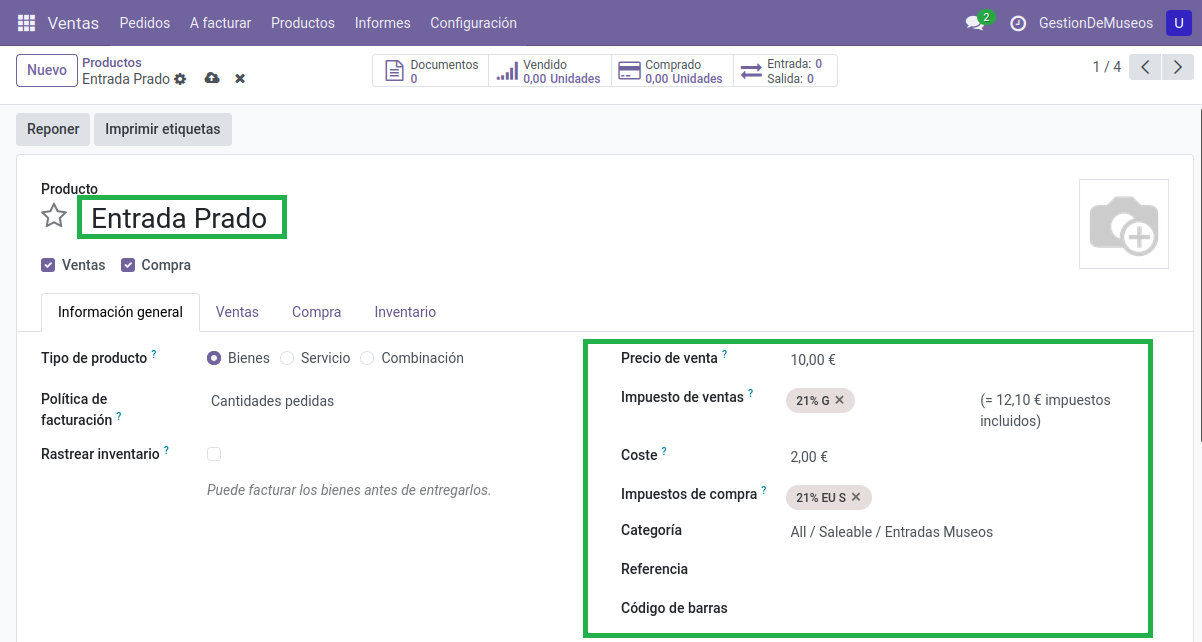 Ventas Pedidos A facturar Productos Informes Configuración 2 GestionDeMuseos U
Nuevo
Productos
Entrada Prado
Documentos
0
Vendido
0,00 Unidades
Comprado
0,00 Unidades
Entrada: 0
Salida: 0
1 / 4
Reponer Imprimir etiquetas
Producto
Entrada Prado
Ventas Compra
Información general Ventas Compra Inventario
Tipo de producto ? Bienes Servicio Combinación
Política de
facturación ?
Cantidades pedidas
Rastrear inventario ?
Puede facturar los bienes antes de entregarlos.
Precio de venta ? 10,00 €
Impuesto de ventas ? 21% G ×
(= 12,10 € impuestos
incluidos)
Coste ? 2,00 €
Impuestos de compra ? 21% EU S ×
Categoría All / Saleable / Entradas Museos
Referencia
Código de barras